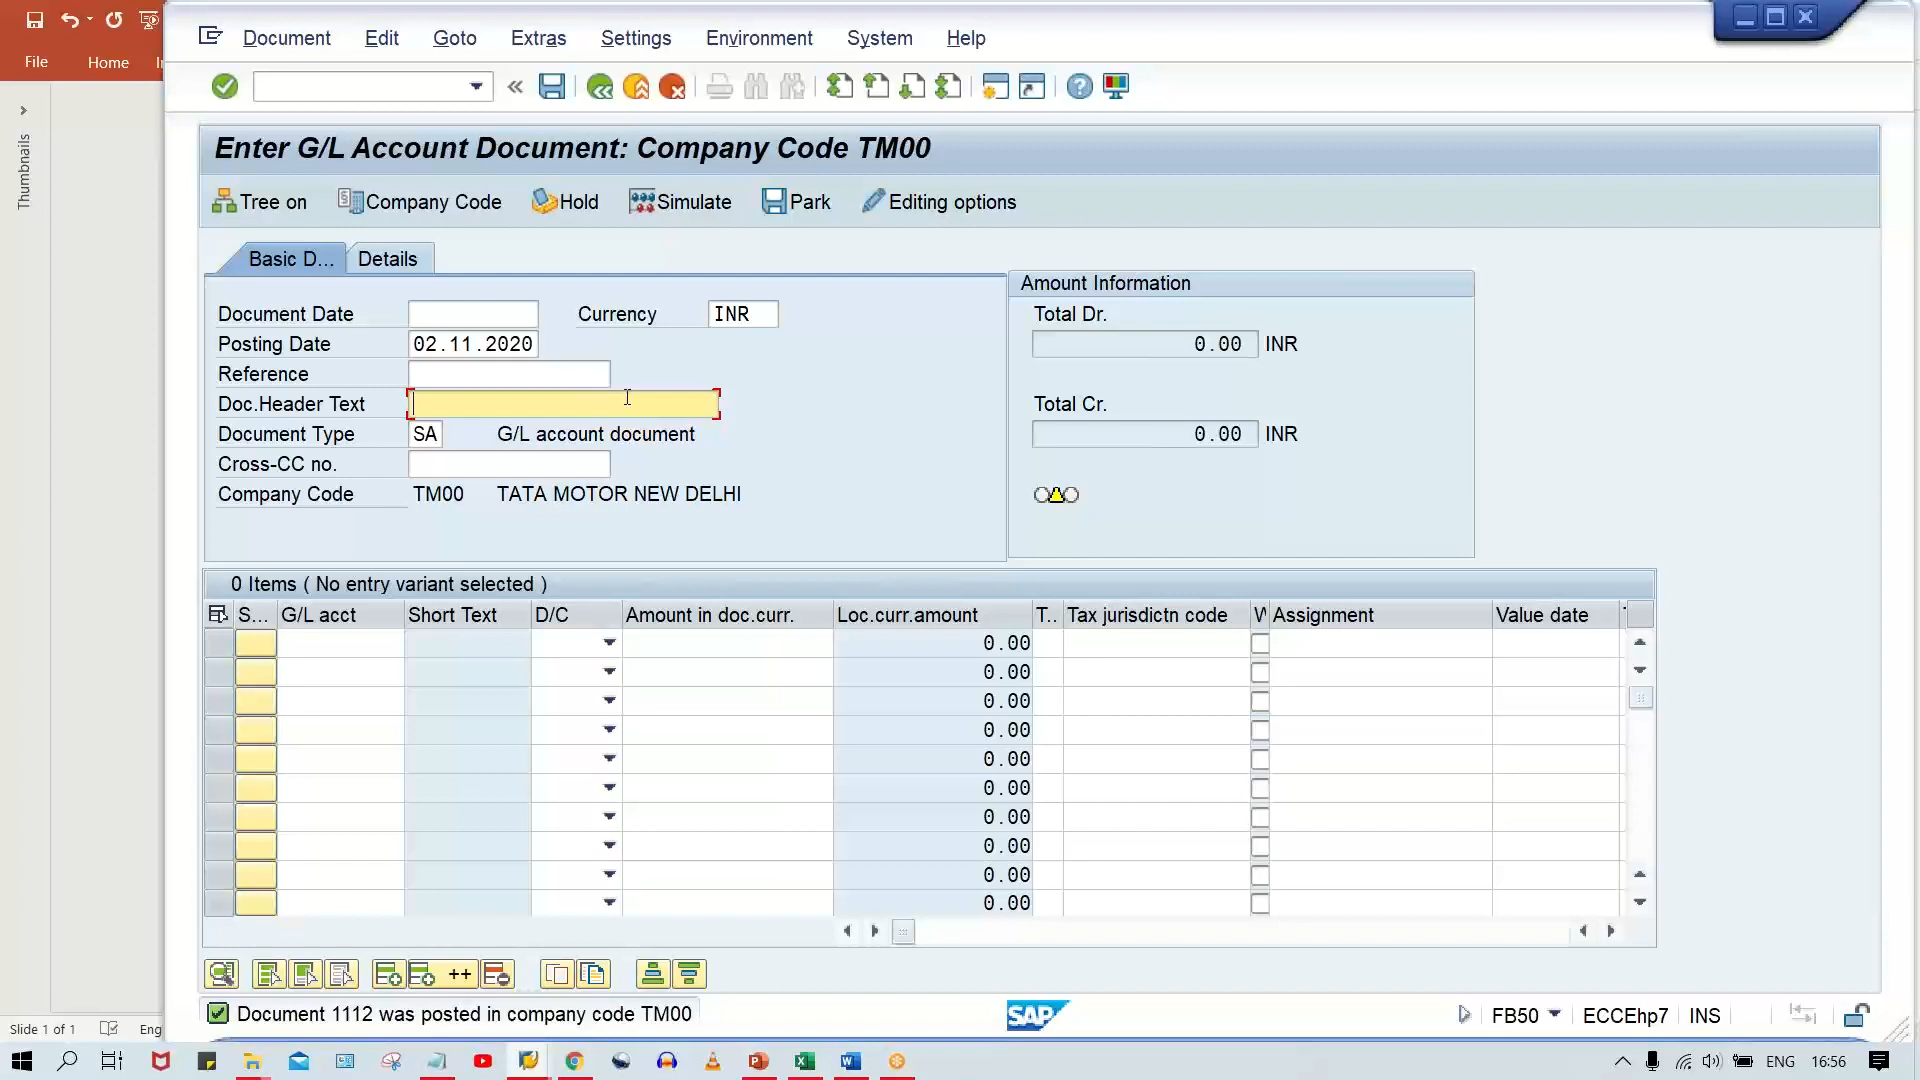 Document Edit Goto Extras Settings Environment System Help
File Home
Thumbnails
Enter G/L Account Document: Company Code TM00
Tree on Company Code Hold Simulate Park Editing options
Basic D... Details
Document Date Currency INR
Posting Date 02.11.2020
Reference
Doc.Header Text
Document Type SA G/L account document
Cross-CC no.
Company Code TM00 TATA MOTOR NEW DELHI
Amount Information
Total Dr.
0.00 INR
Total Cr.
0.00 INR
0 Items ( No entry variant selected )
S... G/L acct Short Text D/C Amount in doc.curr. Loc.curr.amount T.. Tax jurisdictn code W Assignment Value date
0.00
0.00
0.00
0.00
0.00
0.00
0.00
0.00
0.00
0.00
Document 1112 was posted in company code TM00
SAP
FB50 ECCEhp7 INS
Slide 1 of 1 Eng
ENG 16:56